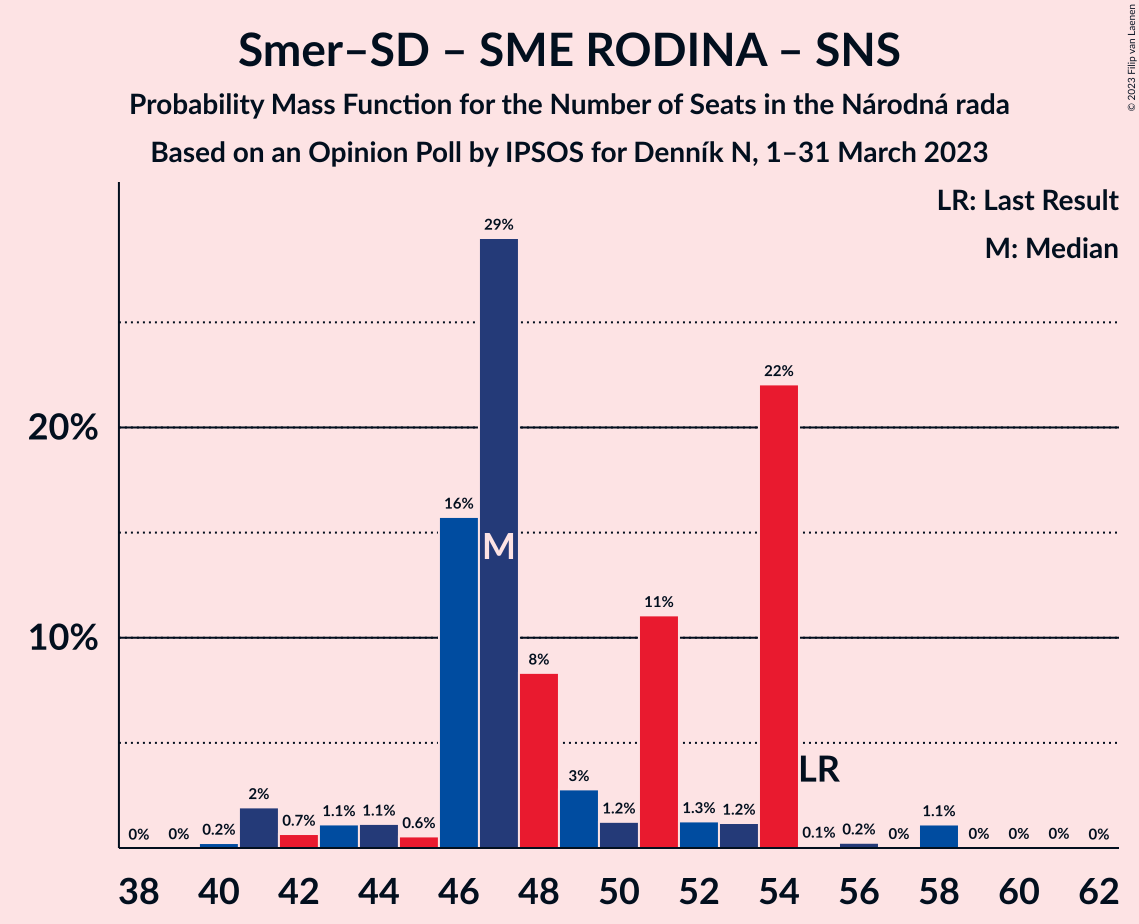 Smer–SD – SME RODINA – SNS
Probability Mass Function for the Number of Seats in the Národná rada
Based on an Opinion Poll by IPSOS for Denník N, 1–31 March 2023
© 2023 Filip van Laenen
LR: Last Result
M: Median
20%
10%
0% 0% 0.2% 2% 0.7% 1.1% 1.1% 0.6% 16% 29% 8% 3% 1.2% 11% 1.3% 1.2% 22% 0.1% 0.2% 0% 1.1% 0% 0% 0% 0%
M
LR
38 40 42 44 46 48 50 52 54 56 58 60 62